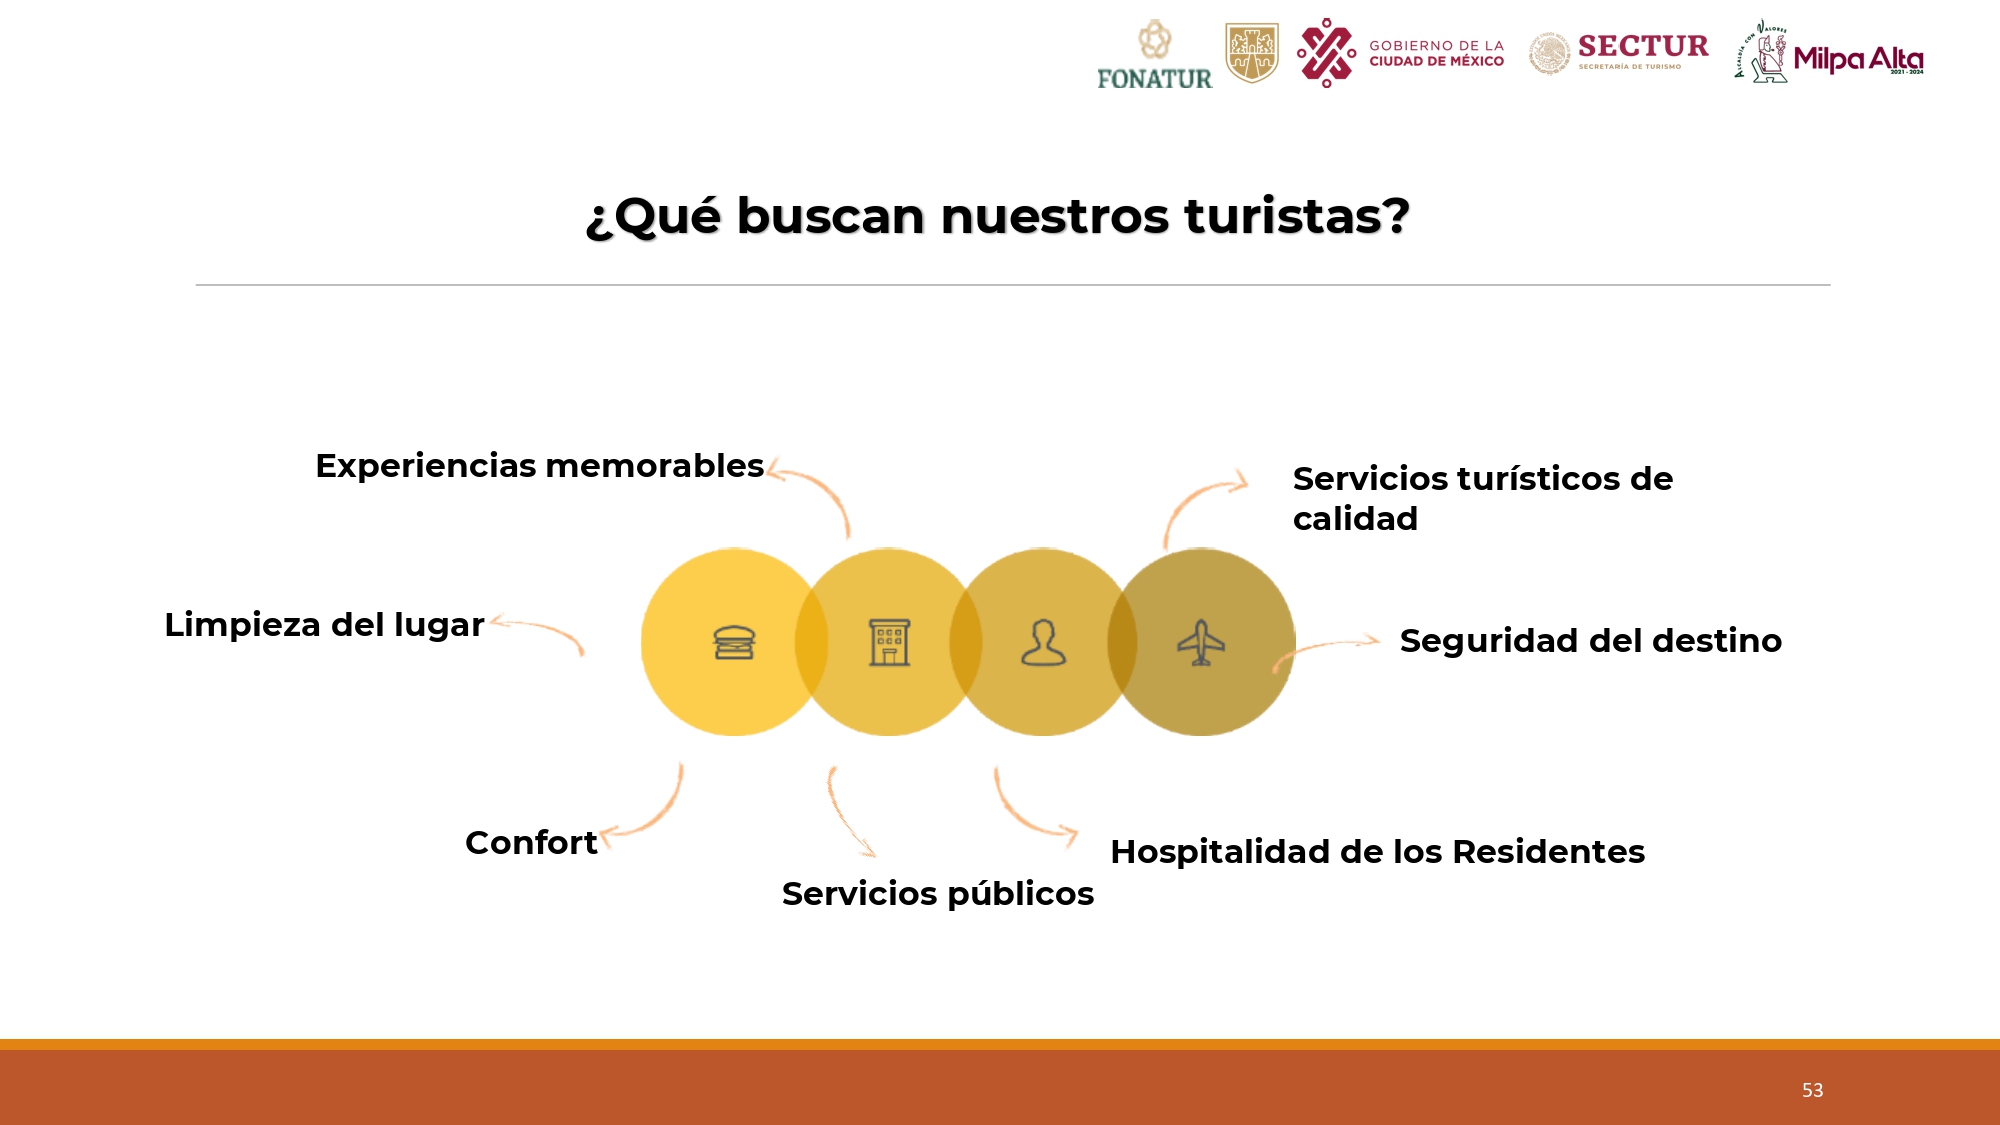 FONATUR
GOBIERNO DE LA
CIUDAD DE MÉXICO
SECTUR
SECRETARÍA DE TURISMO
ALCALDÍA CON VALORES
Milpa Alta
2021 - 2024
¿Qué buscan nuestros turistas?
Experiencias memorables
Servicios turísticos de
calidad
Limpieza del lugar
Seguridad del destino
Confort
Hospitalidad de los Residentes
Servicios públicos
53